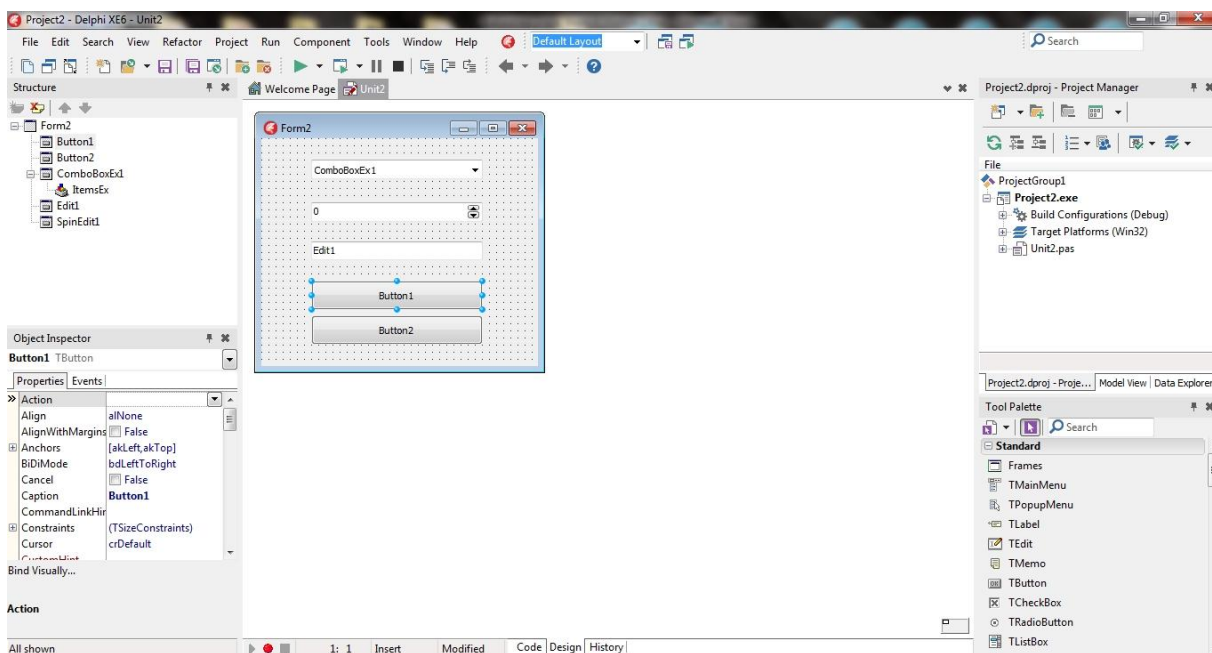 Project2 - Delphi XE6 - Unit2
File Edit Search View Refactor Project Run Component Tools Window Help Default Layout
Search
Structure
Form2
Button1
Button2
ComboBoxEx1
ItemsEx
Edit1
SpinEdit1
Object Inspector
Button1 TButton
Properties Events
Action
Align alNone
AlignWithMargins False
Anchors [akLeft,akTop]
BiDiMode bdLeftToRight
Cancel False
Caption Button1
CommandLinkHin
Constraints (TSizeConstraints)
Cursor crDefault
CustomHint
Bind Visually...
Action
All shown
Welcome Page Unit2
Form2
ComboBoxEx1
0
Edit1
Button1
Button2
1: 1 Insert Modified Code Design History
Project2.dproj - Project Manager
File
ProjectGroup1
Project2.exe
Build Configurations (Debug)
Target Platforms (Win32)
Unit2.pas
Project2.dproj - Proje... Model View Data Explorer
Tool Palette
Search
Standard
Frames
TMainMenu
TPopupMenu
TLabel
TEdit
TMemo
TButton
TCheckBox
TRadioButton
TListBox